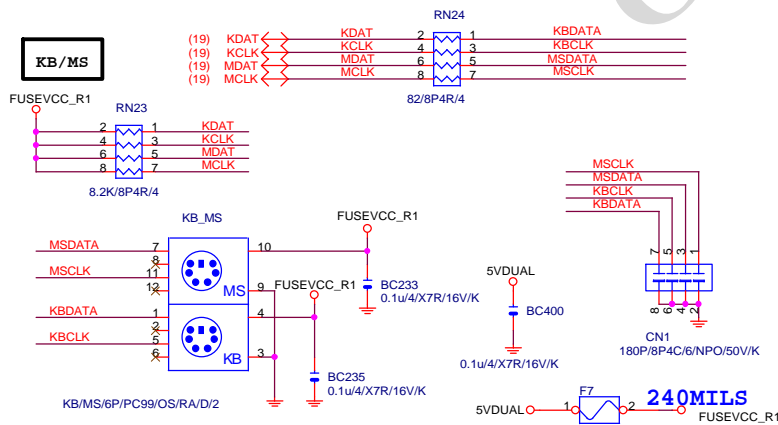 RN24
(19) KDAT KDAT 2 1 KBDATA
(19) KCLK KCLK 4 3 KBCLK
(19) MDAT MDAT 6 5 MSDATA
(19) MCLK MCLK 8 7 MSCLK
82/8P4R/4
KB/MS
FUSEVCC_R1
RN23
2 1 KDAT
4 3 KCLK
6 5 MDAT
8 7 MCLK
8.2K/8P4R/4
MSCLK
MSDATA
KBCLK
KBDATA
7 5 3 1
8 6 4 2
CN1
180P/8P4C/6/NPO/50V/K
KB_MS
FUSEVCC_R1
MSDATA 7 10
8
MSCLK 11
12 MS 9
FUSEVCC_R1
BC233
0.1u/4/X7R/16V/K
KBDATA 1 4
2
KBCLK 5
6 KB 3
BC235
0.1u/4/X7R/16V/K
KB/MS/6P/PC99/OS/RA/D/2
5VDUAL
BC400
0.1u/4/X7R/16V/K
F7
240MILS
5VDUAL 1 2 FUSEVCC_R1